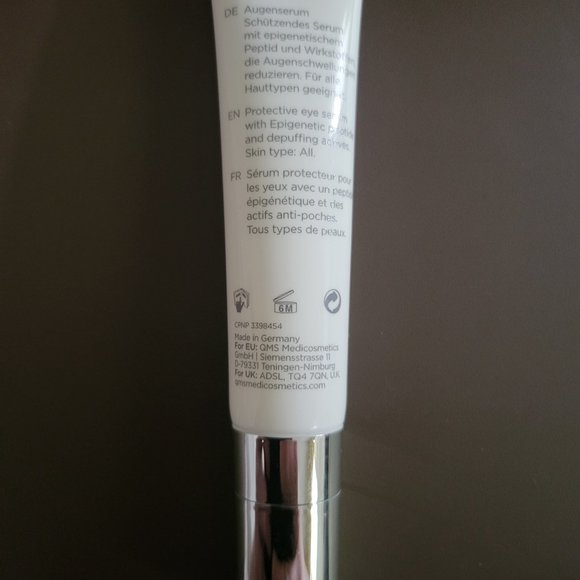 DE Augenserum
Schützendes Serum
mit epigenetischem
Peptid und Wirkstoffen,
die Augenschwellungen
reduzieren. Für alle
Hauttypen geeignet.
EN Protective eye serum
with Epigenetic peptide
and depuffing actives.
Skin type: All.
FR Sérum protecteur pour
les yeux avec un peptide
épigénétique et des
actifs anti-poches.
Tous types de peaux.
6M
CPNP 3398454
Made in Germany
For EU: QMS Medicosmetics
GmbH | Siemensstrasse 11
D-79331 Teningen-Nimburg
For UK: ADSL, TQ4 7QN, U.K.
qmsmedicosmetics.com